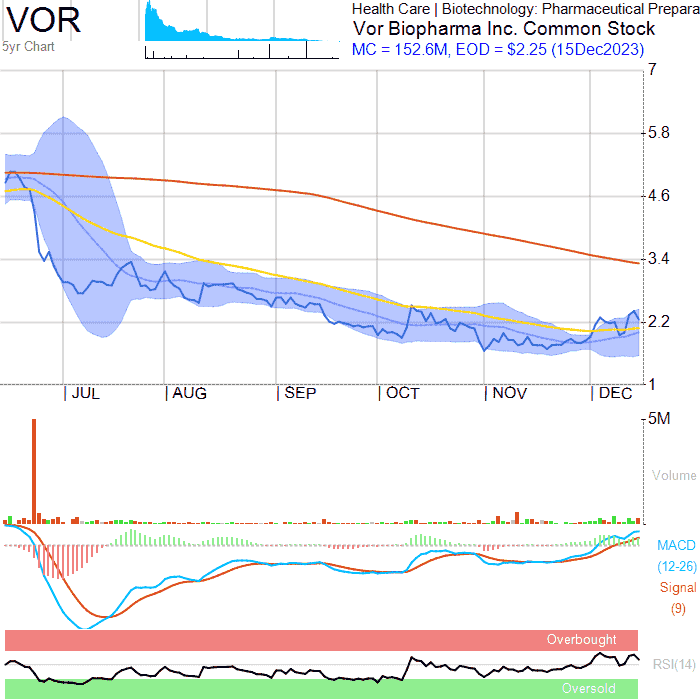 VOR
5yr Chart
Health Care | Biotechnology: Pharmaceutical Prepara
Vor Biopharma Inc. Common Stock
MC = 152.6M, EOD = $2.25 (15Dec2023)
7
5.8
4.6
3.4
2.2
1
JUL AUG SEP OCT NOV DEC
5M
Volume
MACD
(12-26)
Signal
(9)
Overbought
RSI(14)
Oversold